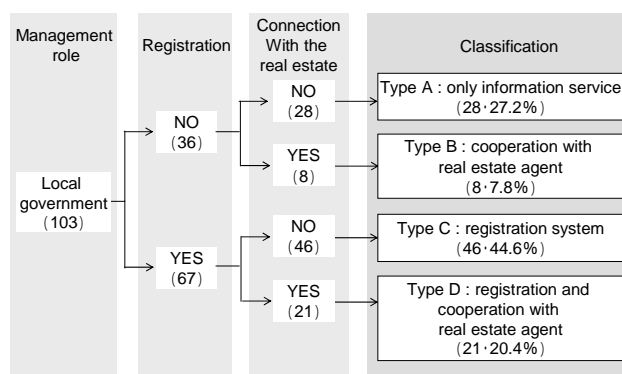 Management
role
Registration
Connection
With the
real estate
Classification
Local
government
(103)
NO
(36)
YES
(67)
NO
(28)
YES
(8)
NO
(46)
YES
(21)
Type A : only information service
(28·27.2%)
Type B : cooperation with
real estate agent
(8·7.8%)
Type C : registration system
(46·44.6%)
Type D : registration and
cooperation with
real estate agent
(21·20.4%)